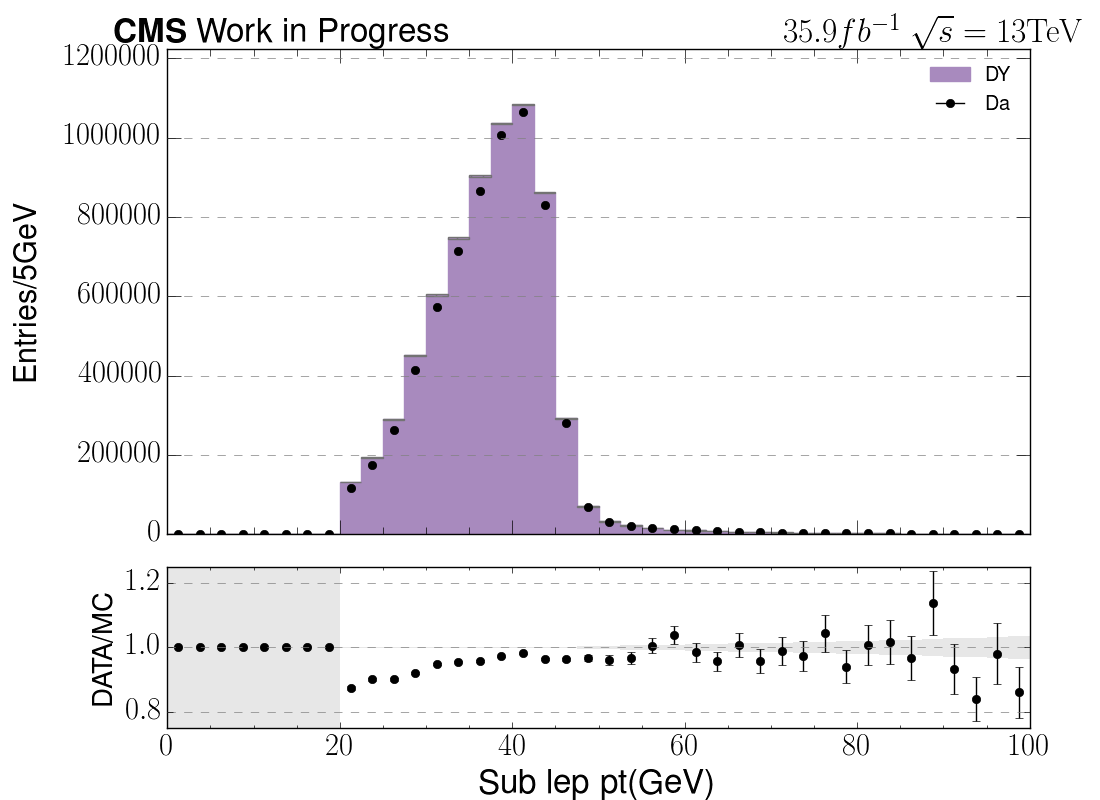 CMS Work in Progress 35.9fb⁻¹ √s = 13TeV
1200000
DY
Da
1000000
800000
600000
400000
200000
0
Entries/5GeV
1.2
1.0
0.8
DATA/MC
0 20 40 60 80 100
Sub lep pt(GeV)